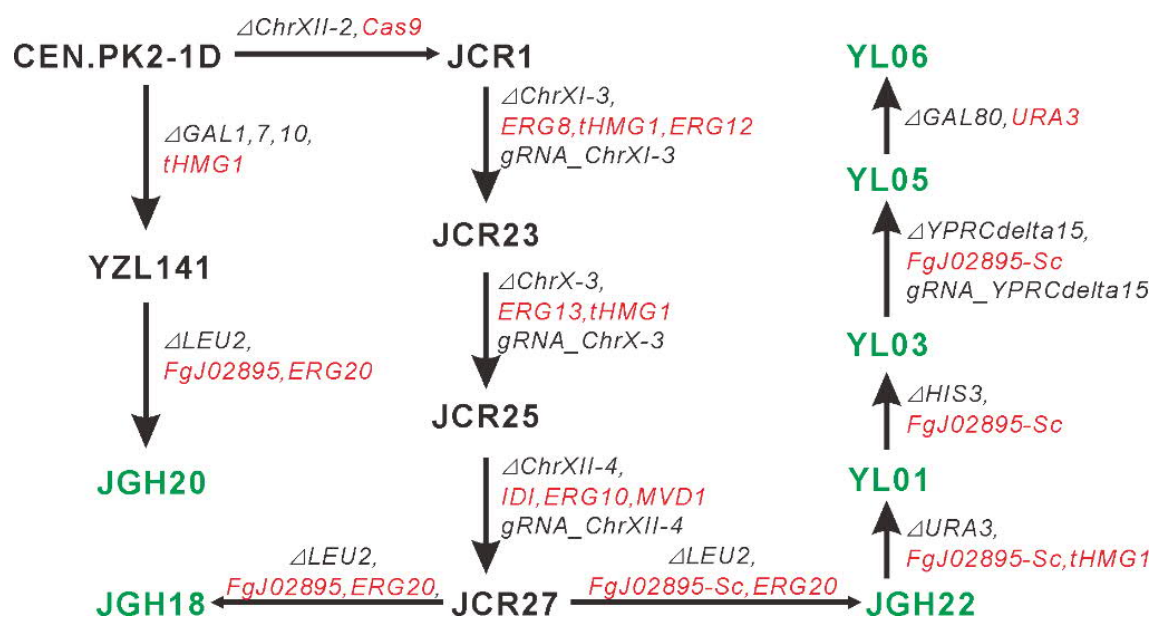 CEN.PK2-1D
⊿ChrXII-2,Cas9
JCR1
⊿GAL1,7,10,
tHMG1
YZL141
⊿LEU2,
FgJ02895,ERG20
JGH20
⊿ChrXI-3,
ERG8,tHMG1,ERG12
gRNA_ChrXI-3
JCR23
⊿ChrX-3,
ERG13,tHMG1
gRNA_ChrX-3
JCR25
⊿ChrXII-4,
IDI,ERG10,MVD1
gRNA_ChrXII-4
JCR27
⊿LEU2,
FgJ02895,ERG20,
JGH18
⊿LEU2,
FgJ02895-Sc,ERG20
JGH22
⊿URA3,
FgJ02895-Sc,tHMG1
YL01
⊿HIS3,
FgJ02895-Sc
YL03
⊿YPRCdelta15,
FgJ02895-Sc
gRNA_YPRCdelta15
YL05
⊿GAL80,URA3
YL06